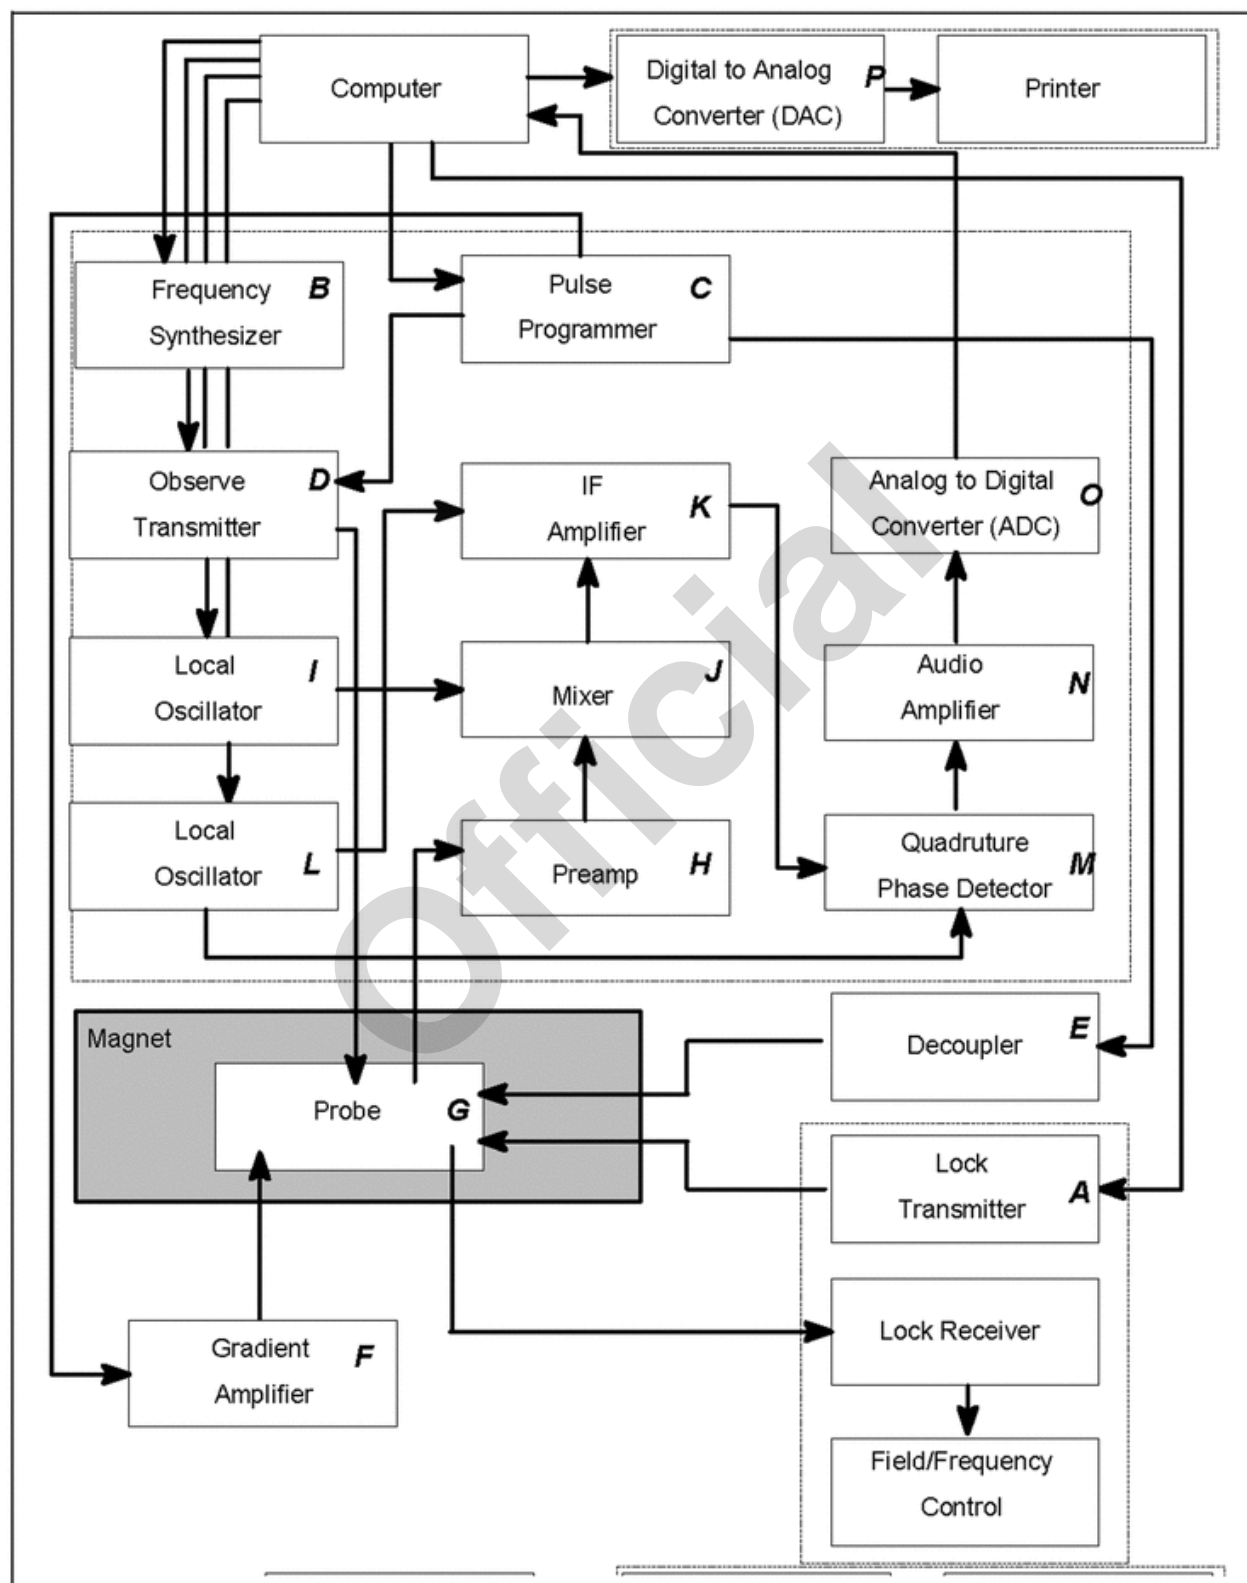 Computer
Digital to Analog
Converter (DAC)
P
Printer
Frequency
Synthesizer
B
Pulse
Programmer
C
Observe
Transmitter
D
IF
Amplifier
K
Analog to Digital
Converter (ADC)
O
Local
Oscillator
I
Mixer
J
Audio
Amplifier
N
Local
Oscillator
L
Preamp
H
Quadruture
Phase Detector
M
Official
Magnet
Probe
G
Decoupler
E
Lock
Transmitter
A
Lock Receiver
Gradient
Amplifier
F
Field/Frequency
Control